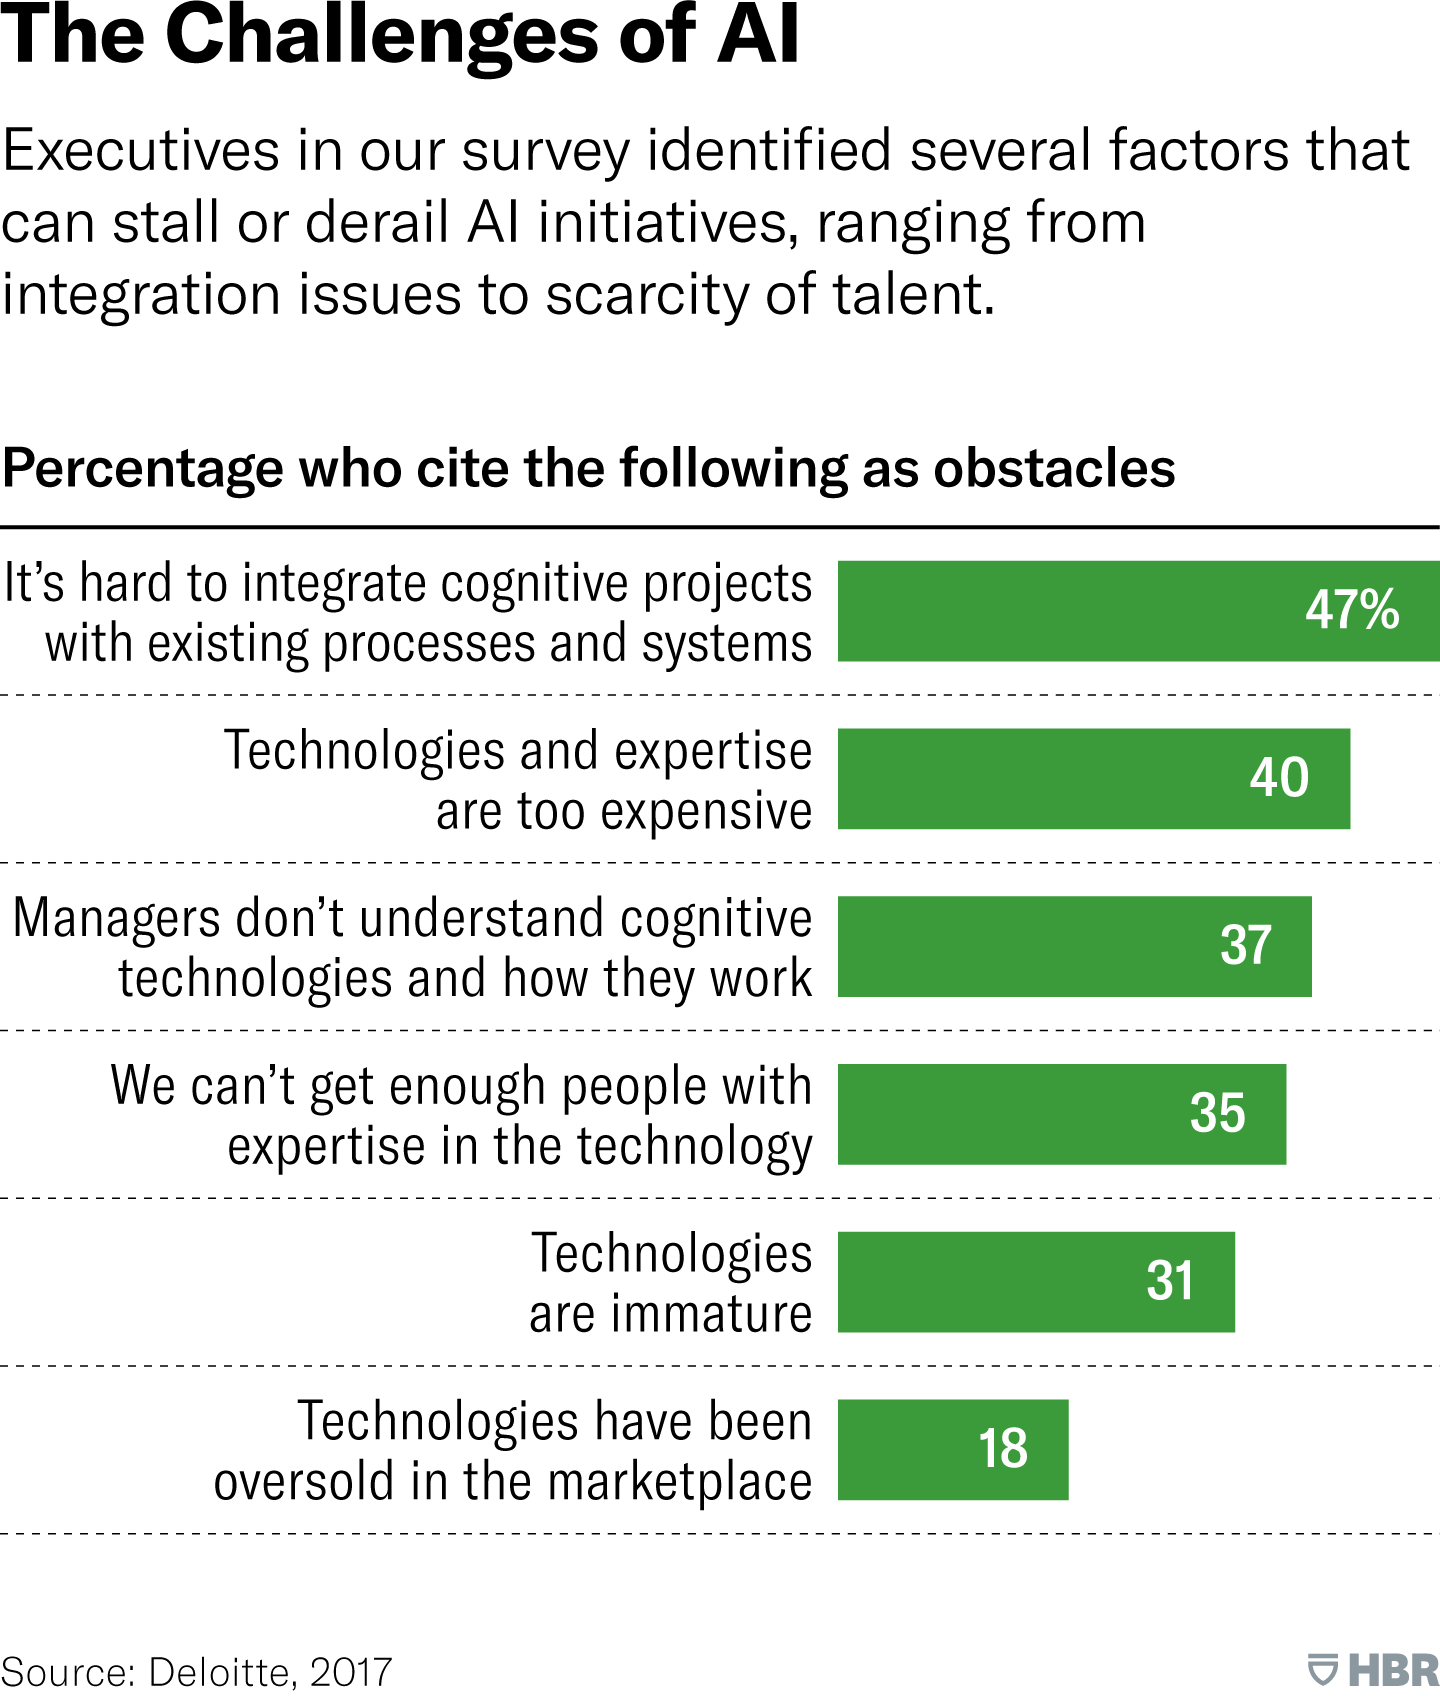 The Challenges of AI
Executives in our survey identified several factors that
can stall or derail AI initiatives, ranging from
integration issues to scarcity of talent.
Percentage who cite the following as obstacles
It’s hard to integrate cognitive projects
with existing processes and systems
47%
Technologies and expertise
are too expensive
40
Managers don’t understand cognitive
technologies and how they work
37
We can’t get enough people with
expertise in the technology
35
Technologies
are immature
31
Technologies have been
oversold in the marketplace
18
Source: Deloitte, 2017
HBR